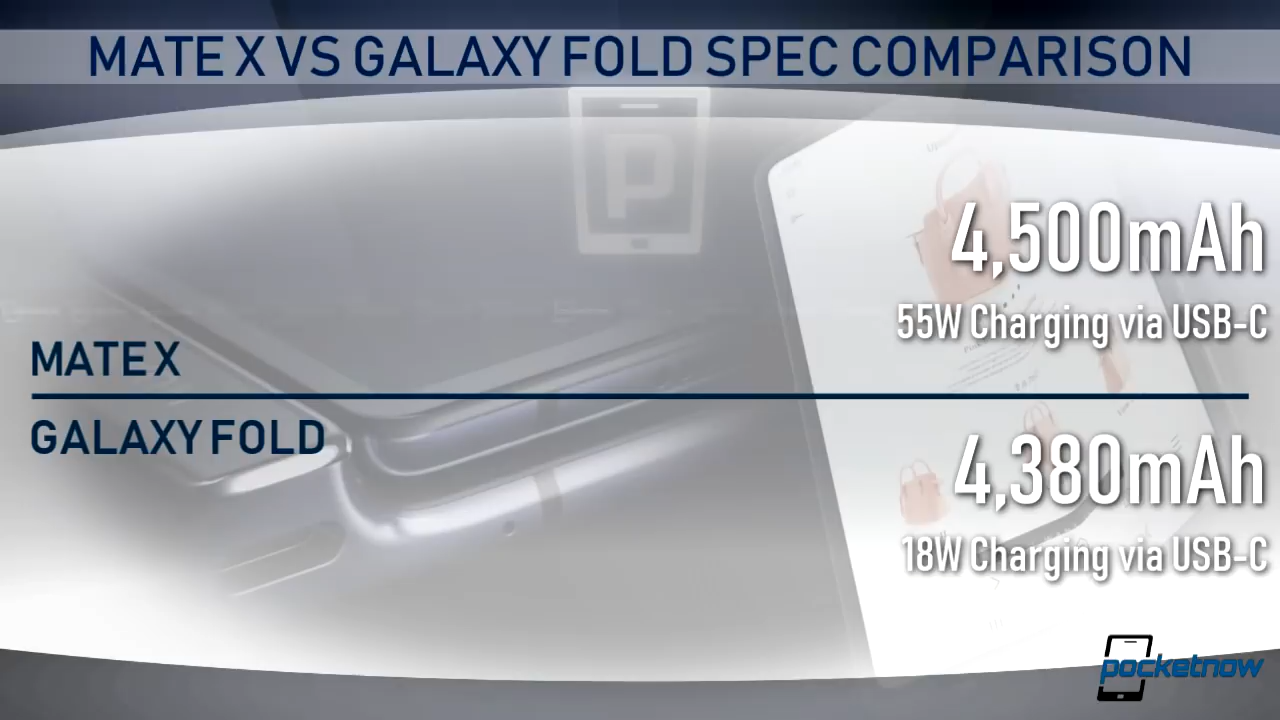 MATE X VS GALAXY FOLD SPEC COMPARISON
4,500mAh
55W Charging via USB-C
MATE X
GALAXY FOLD
4,380mAh
18W Charging via USB-C
pocketnow